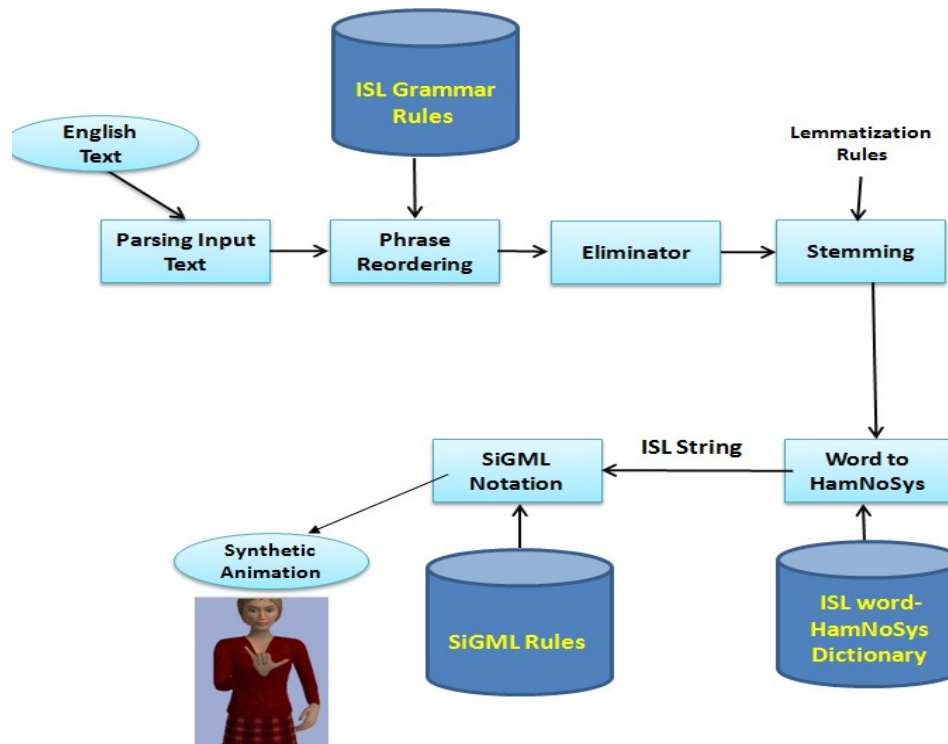 ISL Grammar
Rules
English
Text
Lemmatization
Rules
Parsing Input
Text
Phrase
Reordering
Eliminator
Stemming
SiGML
Notation
ISL String
Word to
HamNoSys
Synthetic
Animation
SiGML Rules
ISL word-
HamNoSys
Dictionary